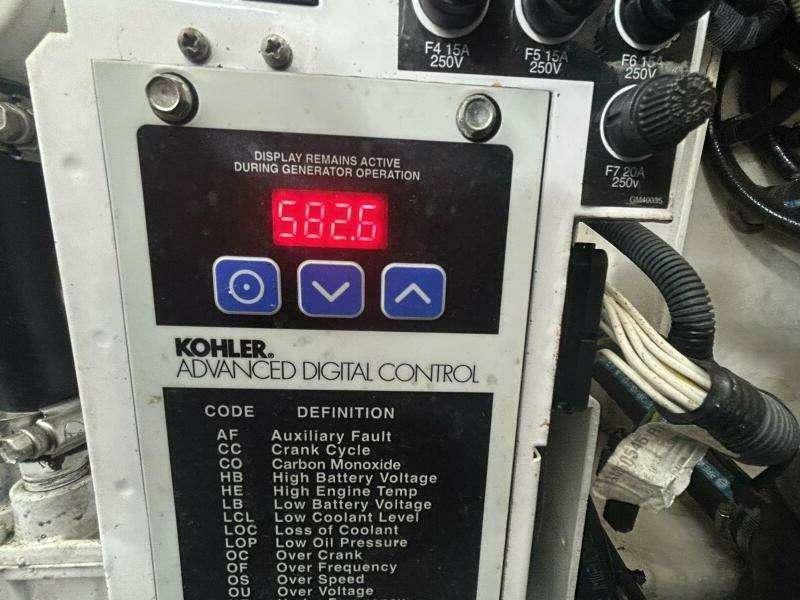 F4 15A
250V
F5 15A
250V
F6 15A
250V
F7 20A
250v
GM40035
DISPLAY REMAINS ACTIVE
DURING GENERATOR OPERATION
582.6
KOHLER®
ADVANCED DIGITAL CONTROL
CODE DEFINITION
AF Auxiliary Fault
CC Crank Cycle
CO Carbon Monoxide
HB High Battery Voltage
HE High Engine Temp
LB Low Battery Voltage
LCL Low Coolant Level
LOC Loss of Coolant
LOP Low Oil Pressure
OC Over Crank
OF Over Frequency
OS Over Speed
OU Over Voltage